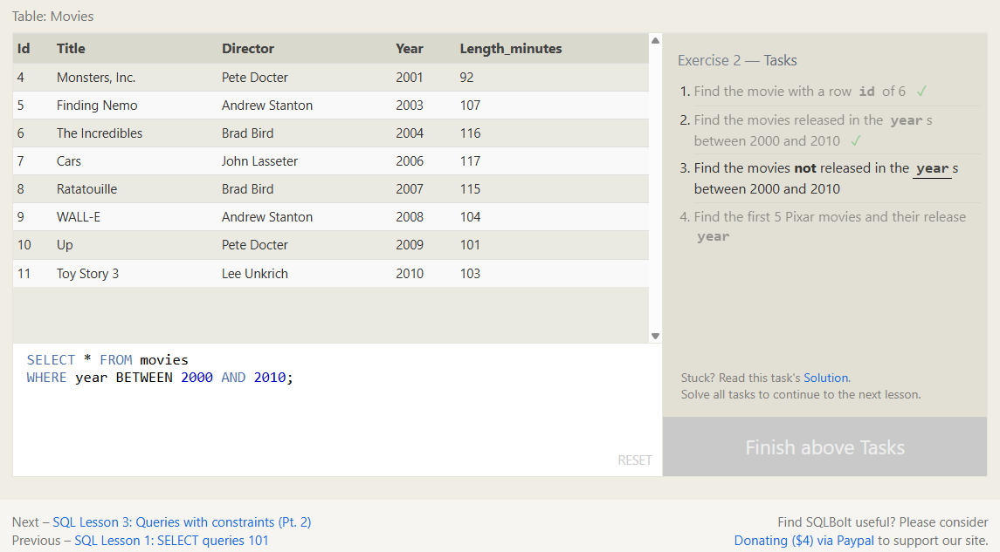 Table: Movies
Id Title Director Year Length_minutes
4 Monsters, Inc. Pete Docter 2001 92
5 Finding Nemo Andrew Stanton 2003 107
6 The Incredibles Brad Bird 2004 116
7 Cars John Lasseter 2006 117
8 Ratatouille Brad Bird 2007 115
9 WALL-E Andrew Stanton 2008 104
10 Up Pete Docter 2009 101
11 Toy Story 3 Lee Unkrich 2010 103
SELECT * FROM movies
WHERE year BETWEEN 2000 AND 2010;
RESET
Exercise 2 — Tasks
1. Find the movie with a row id of 6 ✓
2. Find the movies released in the year s
between 2000 and 2010 ✓
3. Find the movies not released in the year s
between 2000 and 2010
4. Find the first 5 Pixar movies and their release
year
Stuck? Read this task's Solution.
Solve all tasks to continue to the next lesson.
Finish above Tasks
Next – SQL Lesson 3: Queries with constraints (Pt. 2)
Previous – SQL Lesson 1: SELECT queries 101
Find SQLBolt useful? Please consider
Donating ($4) via Paypal to support our site.